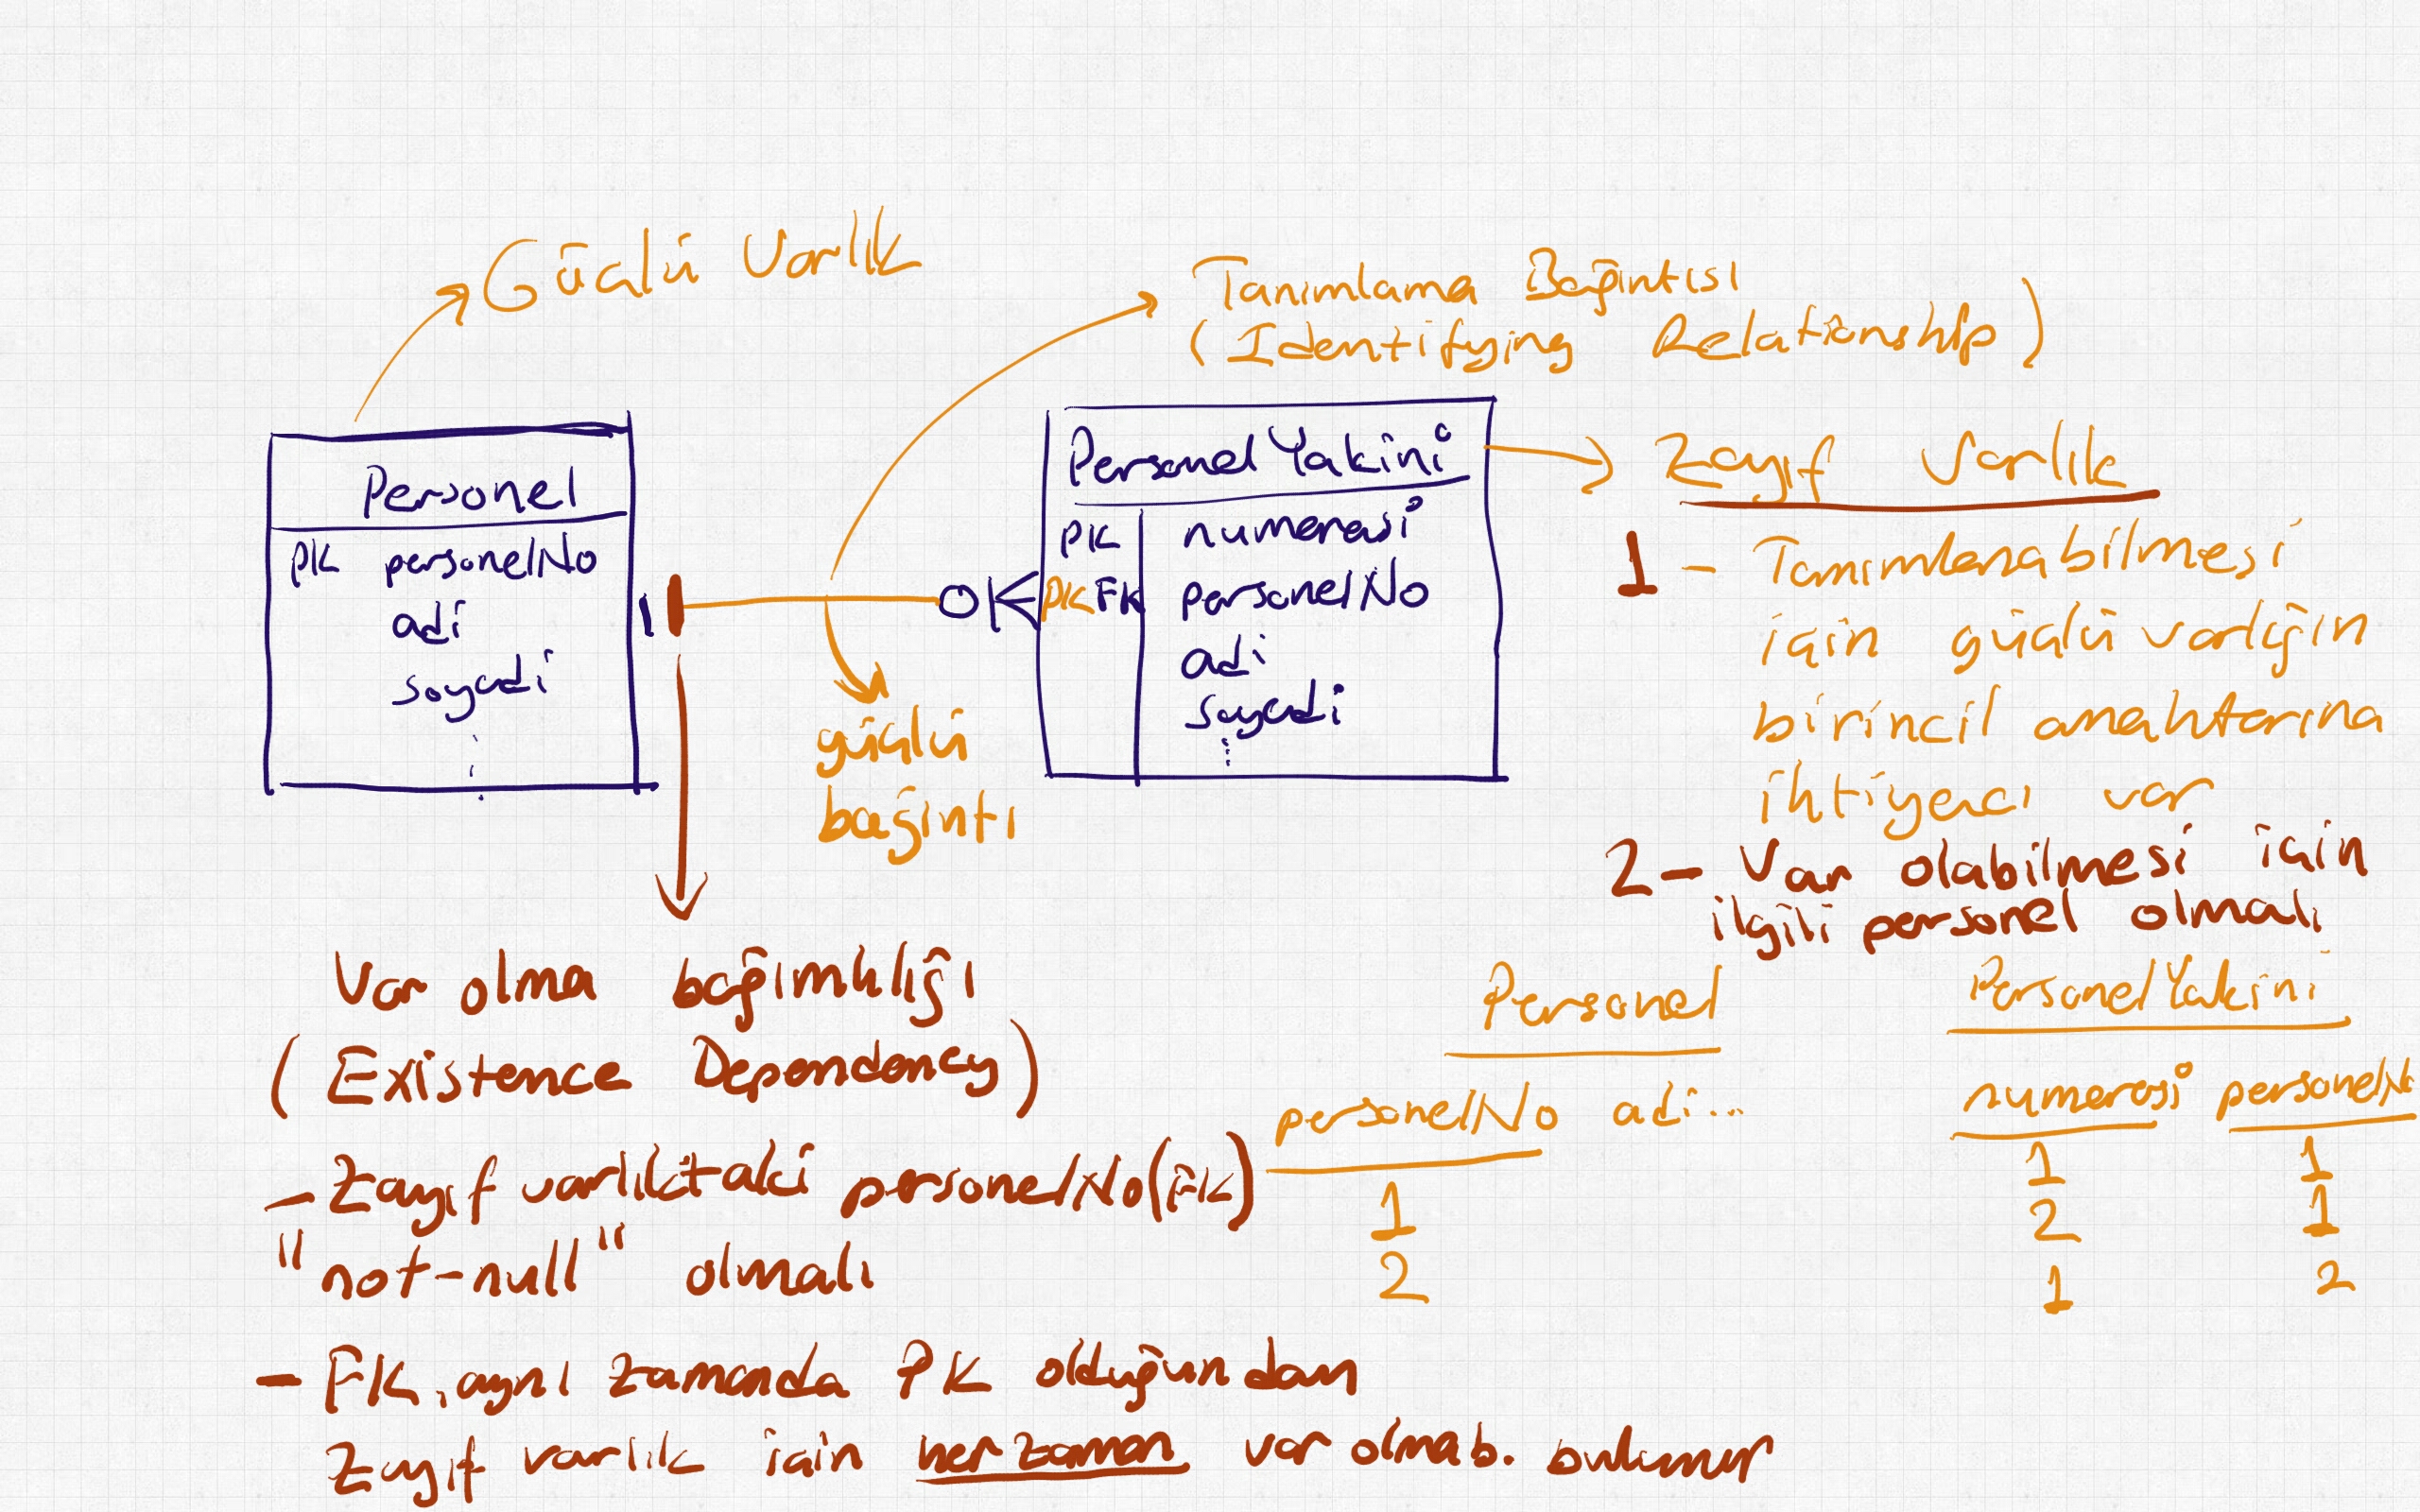 Güçlü Varlık
Tanımlama Bağıntısı
(Identifying Relationship)
Personel
PK personelNo
adi
soyadi
1
PersonelYakini
PK numarasi
PK FK personelNo
adi
soyadi
güçlü
bağıntı
Zayıf Varlık
1 - Tanımlanabilmesi
için güçlü varlığın
birincil anahtarına
ihtiyacı var
2 - Var olabilmesi için
ilgili personel olmalı
Var olma bağımlılığı
(Existence Dependency)
- Zayıf varlıktaki personelNo(FK)
"not-null" olmalı
- FK, aynı zamanda PK olduğundan
Zayıf varlık için her zaman var olma b. bulunur
Personel
personelNo adi...
1
2
PersonelYakini
numarasi personelNo
1 1
2 1
1 2